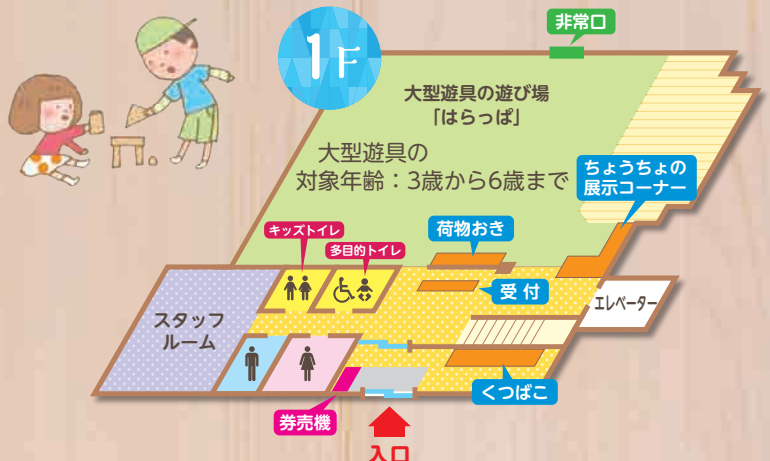 1F
非常口
大型遊具の遊び場
「はらっぱ」
大型遊具の
対象年齢：3歳から6歳まで
ちょうちょの
展示コーナー
キッズトイレ
多目的トイレ
荷物おき
受付
エレベーター
スタッフ
ルーム
くつばこ
券売機
入口